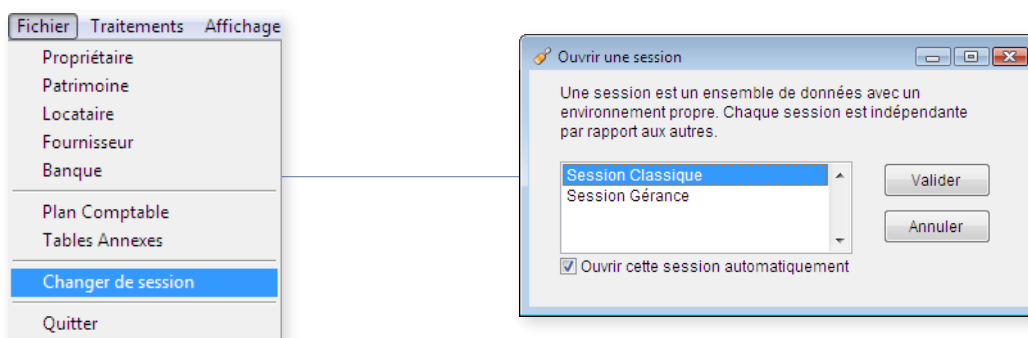 Fichier Traitements Affichage
Propriétaire
Patrimoine
Locataire
Fournisseur
Banque
Plan Comptable
Tables Annexes
Changer de session
Quitter
Ouvrir une session
Une session est un ensemble de données avec un
environnement propre. Chaque session est indépendante
par rapport aux autres.
Session Classique
Session Gérance
Valider
Annuler
Ouvrir cette session automatiquement